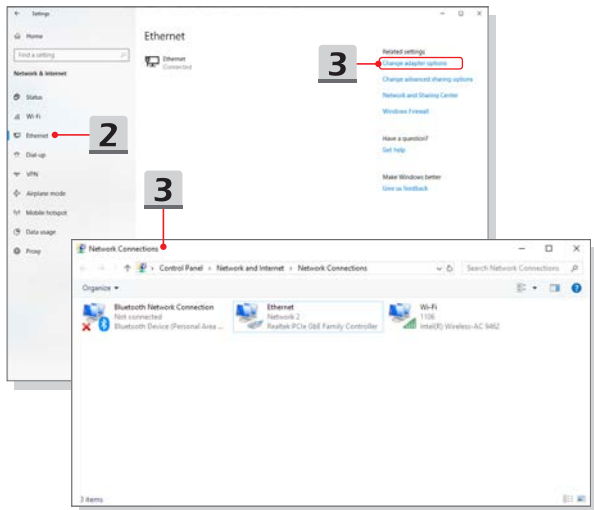 Settings
Home
Find a setting
Network & Internet
Status
Wi-Fi
Ethernet
Dial-up
VPN
Airplane mode
Mobile hotspot
Data usage
Proxy
Ethernet
Ethernet
Connected
Related settings
Change adapter options
Change advanced sharing options
Network and Sharing Center
Windows Firewall
Have a question?
Get help
Make Windows better
Give us feedback
3
2
3
Network Connections
Control Panel › Network and Internet › Network Connections
Search Network Connections
Organize
Bluetooth Network Connection
Not connected
Bluetooth Device (Personal Area ...
Ethernet
Network 2
Realtek PCIe GbE Family Controller
Wi-Fi
1106
Intel(R) Wireless-AC 9462
3 items